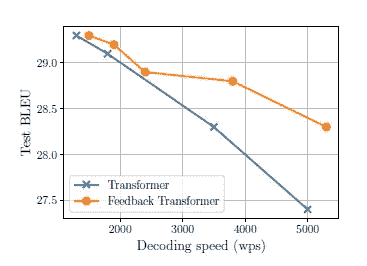 29.0
28.5
28.0
27.5
Test BLEU
Transformer
Feedback Transformer
2000 3000 4000 5000
Decoding speed (wps)